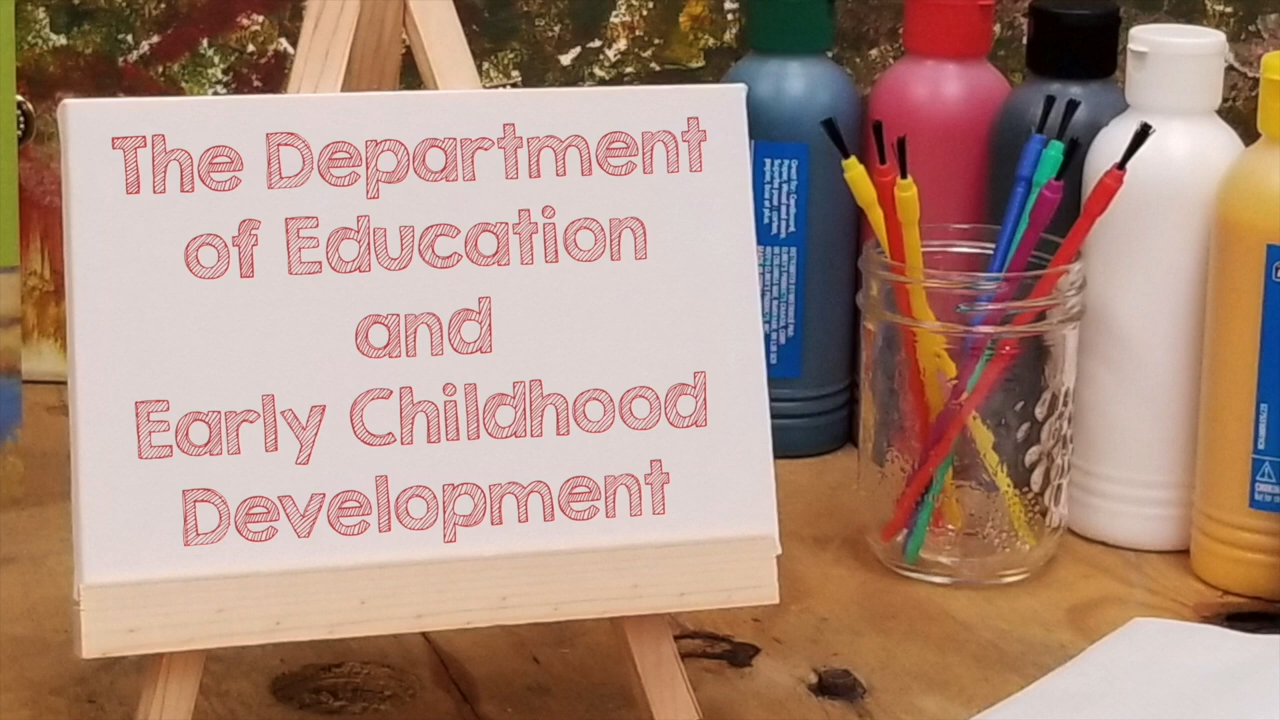 The Department
of Education
and
Early Childhood
Development